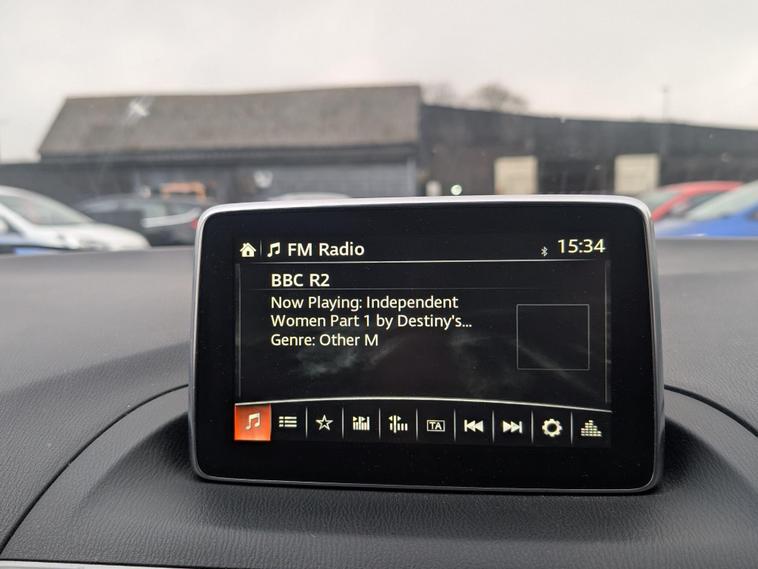 FM Radio
15:34
BBC R2
Now Playing: Independent
Women Part 1 by Destiny's...
Genre: Other M
TA